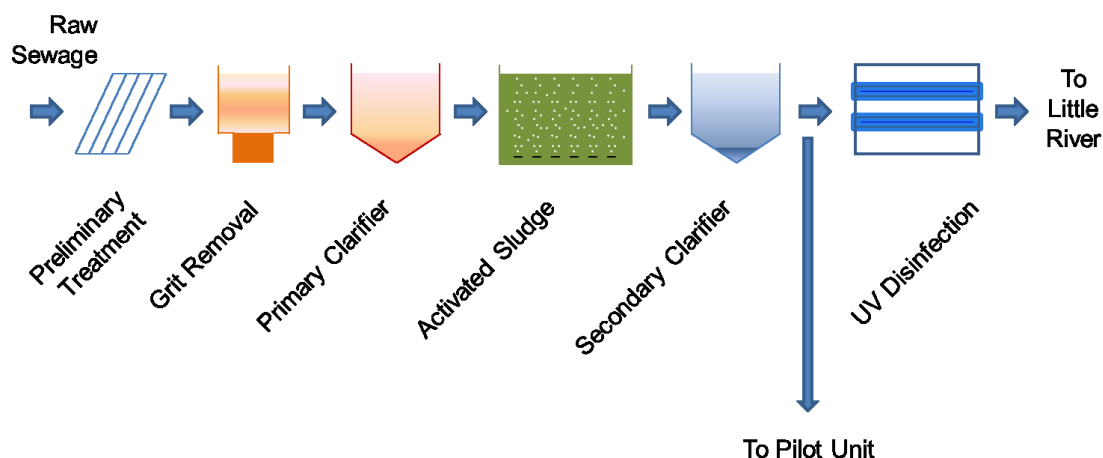 Raw
Sewage
Preliminary
Treatment
Grit Removal
Primary Clarifier
Activated Sludge
Secondary Clarifier
UV Disinfection
To
Little
River
To Pilot Unit